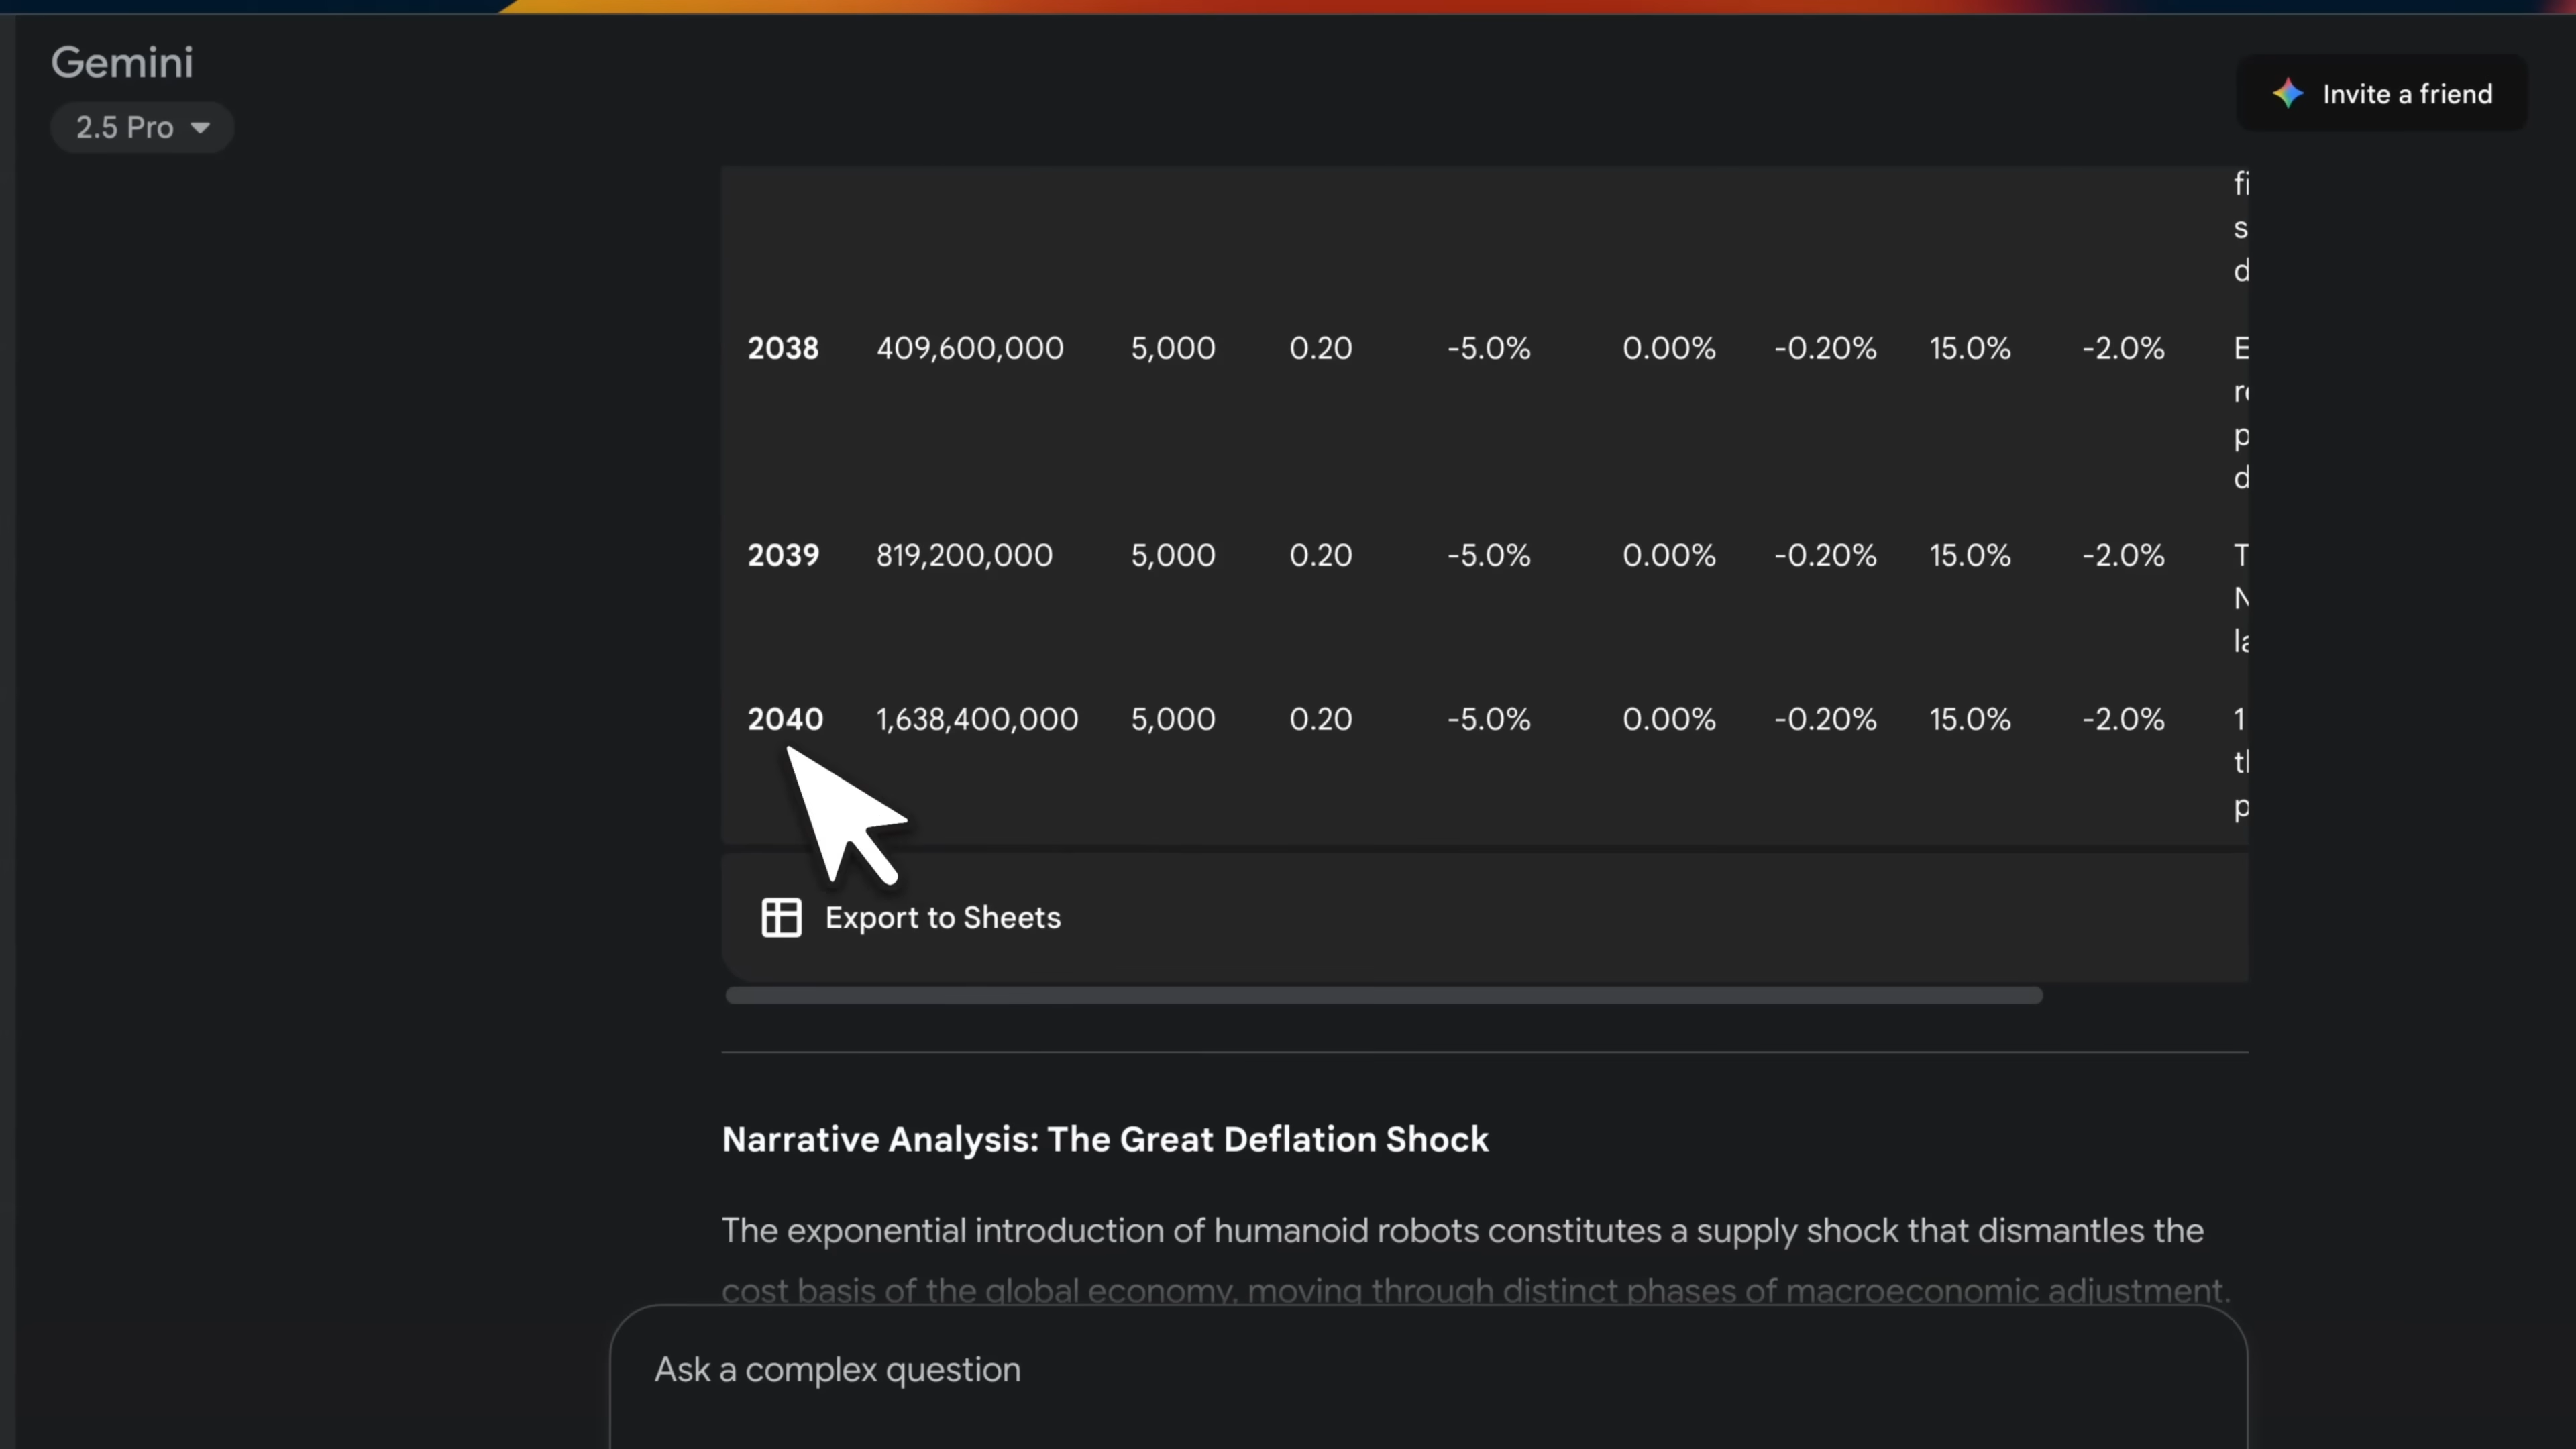 Gemini
2.5 Pro
Invite a friend
2038 409,600,000 5,000 0.20 -5.0% 0.00% -0.20% 15.0% -2.0%
2039 819,200,000 5,000 0.20 -5.0% 0.00% -0.20% 15.0% -2.0%
2040 1,638,400,000 5,000 0.20 -5.0% 0.00% -0.20% 15.0% -2.0%
Export to Sheets
Narrative Analysis: The Great Deflation Shock
The exponential introduction of humanoid robots constitutes a supply shock that dismantles the
cost basis of the global economy, moving through distinct phases of macroeconomic adjustment.
Ask a complex question